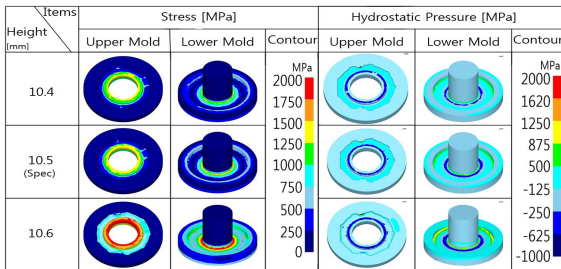 Items
Height
[mm]
Stress [MPa]
Hydrostatic Pressure [MPa]
Upper Mold
Lower Mold
Contour
Upper Mold
Lower Mold
Contour
10.4
10.5
(Spec)
10.6
MPa
2000
1750
1500
1250
1000
750
500
250
0
MPa
2000
1620
1250
875
500
-125
-250
-625
-1000